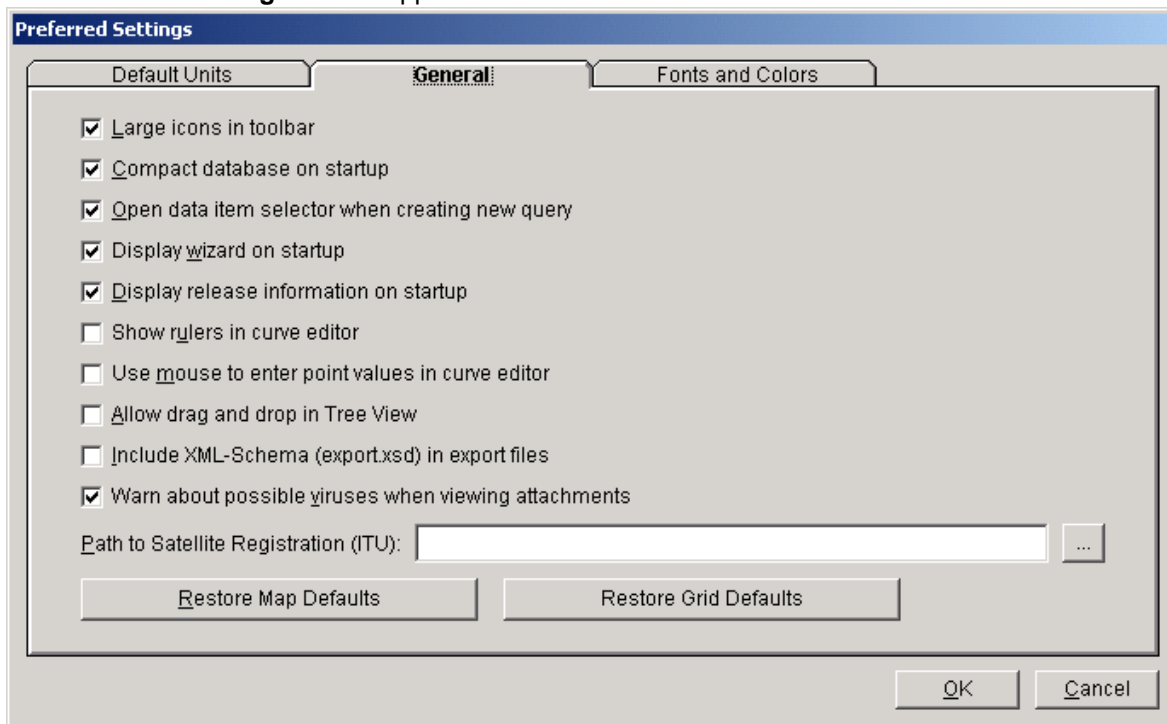 Preferred Settings
Default Units General Fonts and Colors
Large icons in toolbar
Compact database on startup
Open data item selector when creating new query
Display wizard on startup
Display release information on startup
Show rulers in curve editor
Use mouse to enter point values in curve editor
Allow drag and drop in Tree View
Include XML-Schema (export.xsd) in export files
Warn about possible viruses when viewing attachments
Path to Satellite Registration (ITU): ...
Restore Map Defaults Restore Grid Defaults
OK Cancel